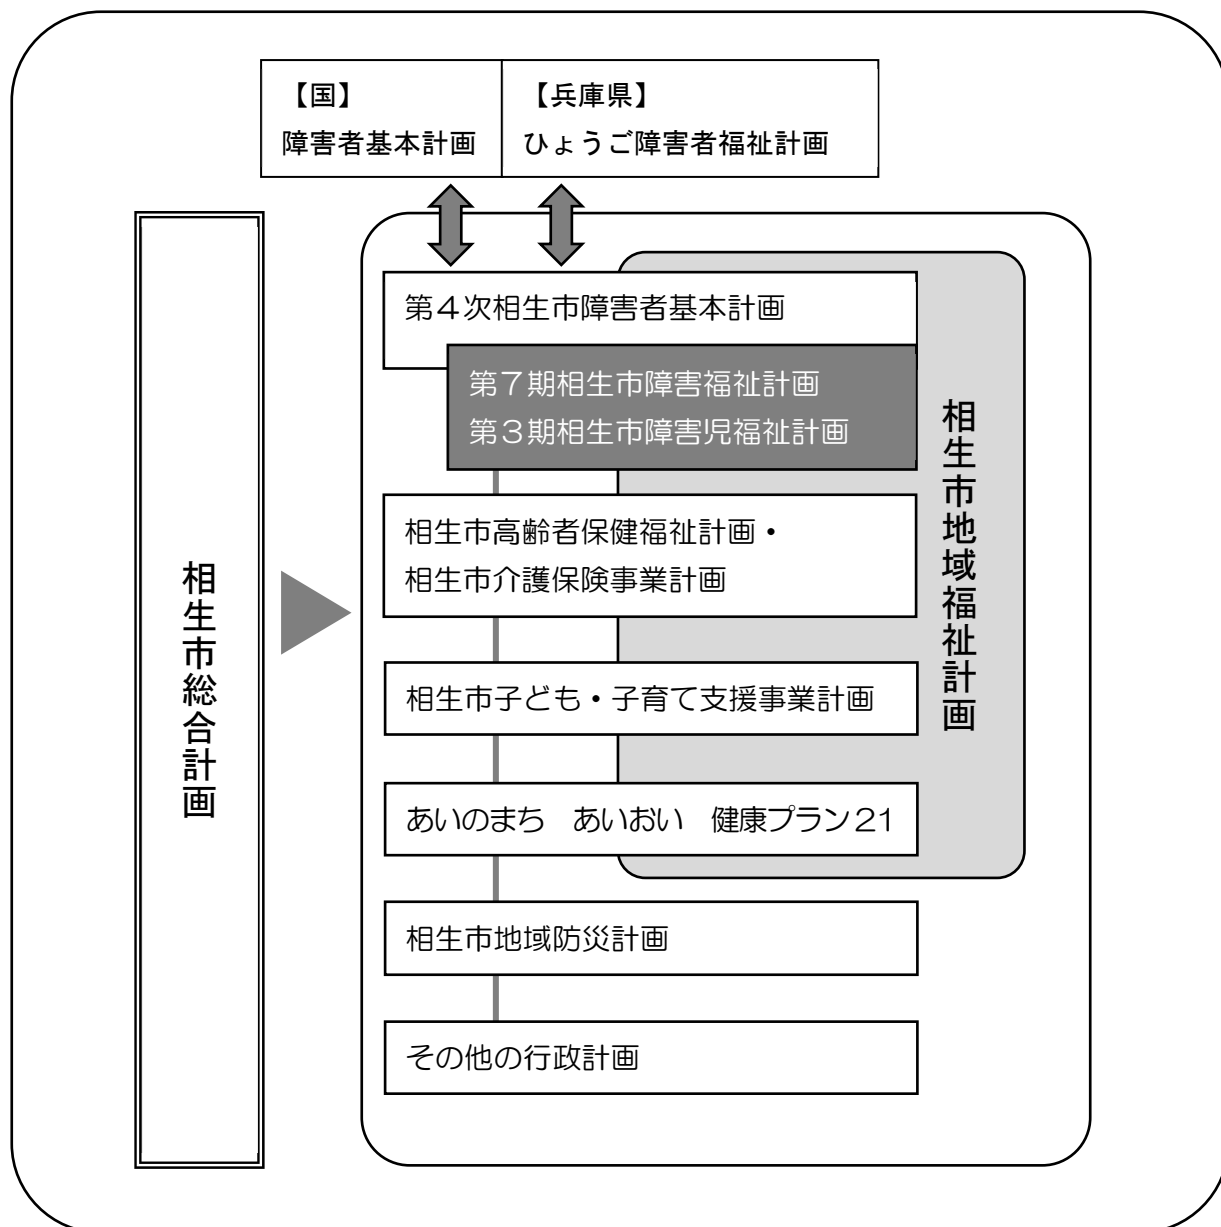 【国】
障害者基本計画
【兵庫県】
ひょうご障害者福祉計画
相生市総合計画
第４次相生市障害者基本計画
第７期相生市障害福祉計画
第３期相生市障害児福祉計画
相生市高齢者保健福祉計画・
相生市介護保険事業計画
相生市子ども・子育て支援事業計画
あいのまち　あいおい　健康プラン21
相生市地域防災計画
その他の行政計画
相生市地域福祉計画